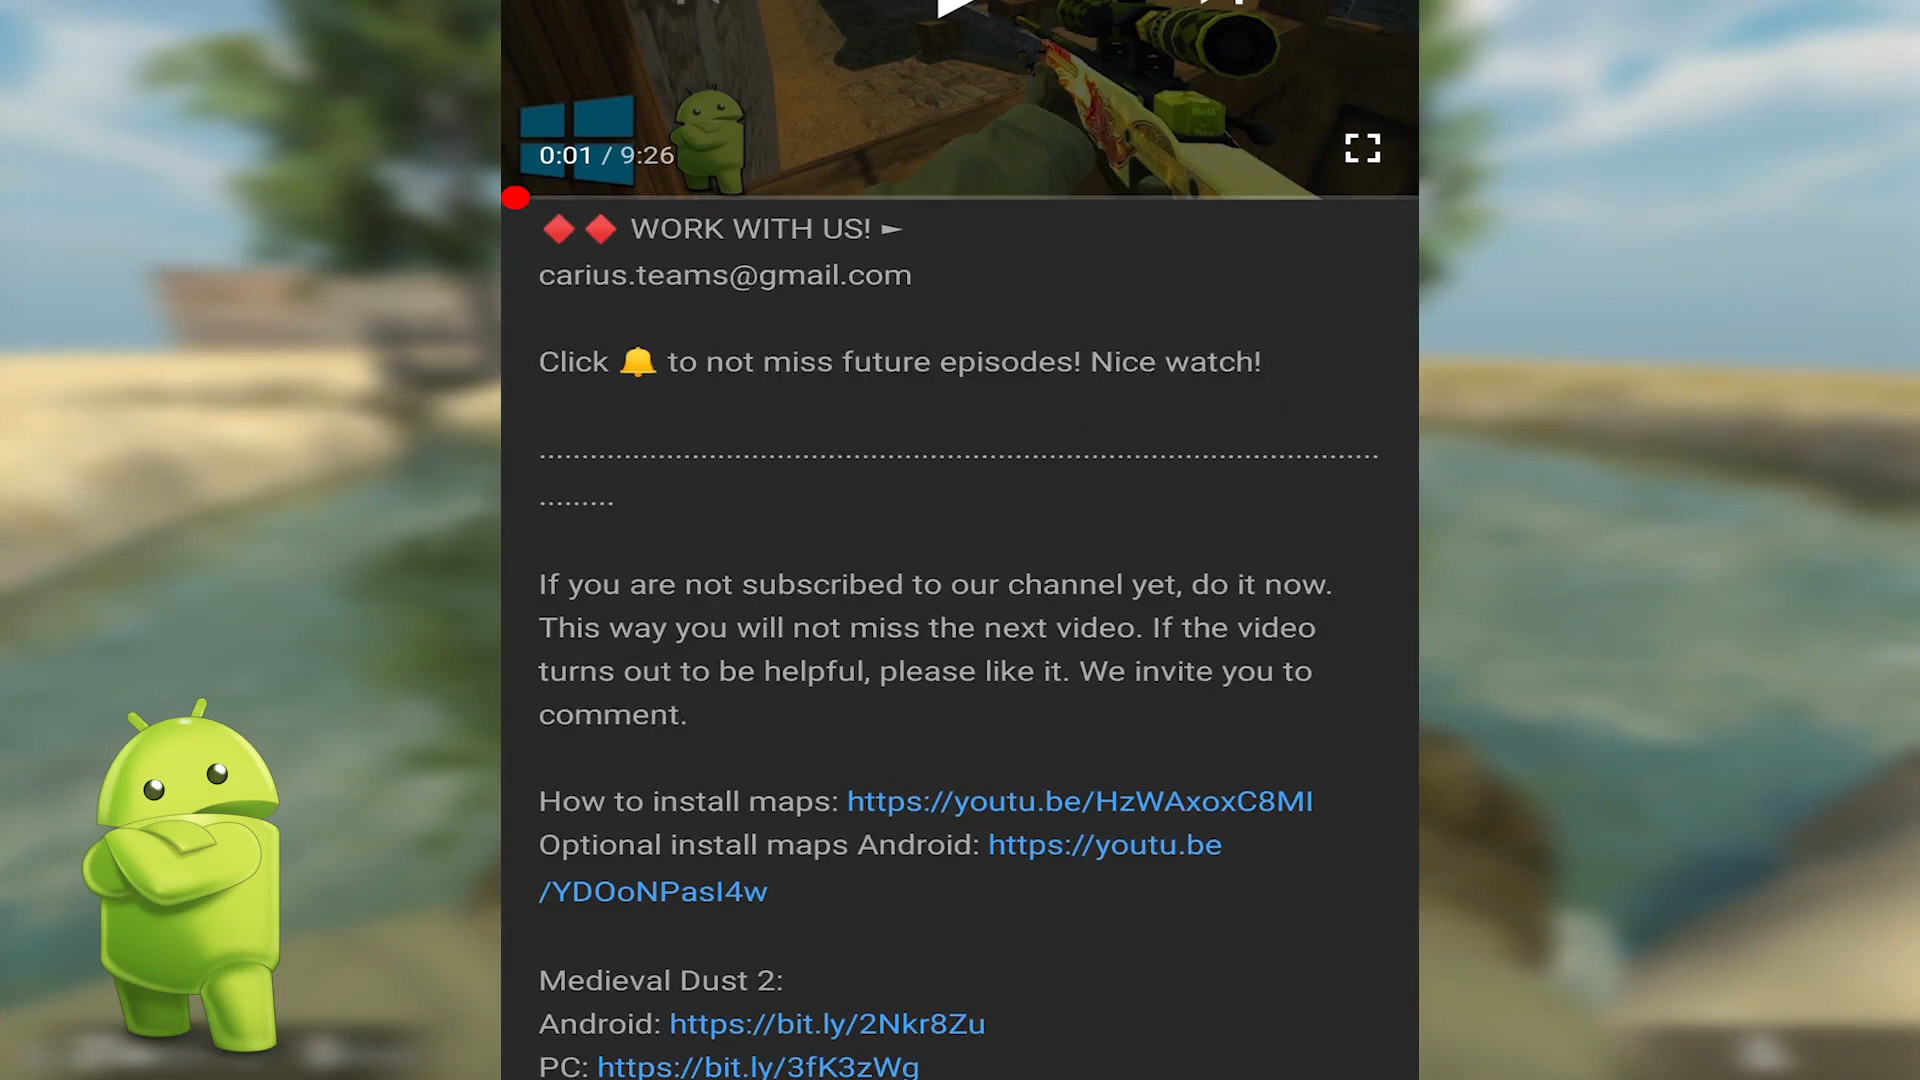 0:01 / 9:26
WORK WITH US! ►
carius.teams@gmail.com
Click 🔔 to not miss future episodes! Nice watch!
..................................................................................................
.........
If you are not subscribed to our channel yet, do it now.
This way you will not miss the next video. If the video
turns out to be helpful, please like it. We invite you to
comment.
How to install maps: https://youtu.be/HzWAxoxC8MI
Optional install maps Android: https://youtu.be
/YDOoNPasI4w
Medieval Dust 2:
Android: https://bit.ly/2Nkr8Zu
PC: https://bit.ly/3fK3zWg